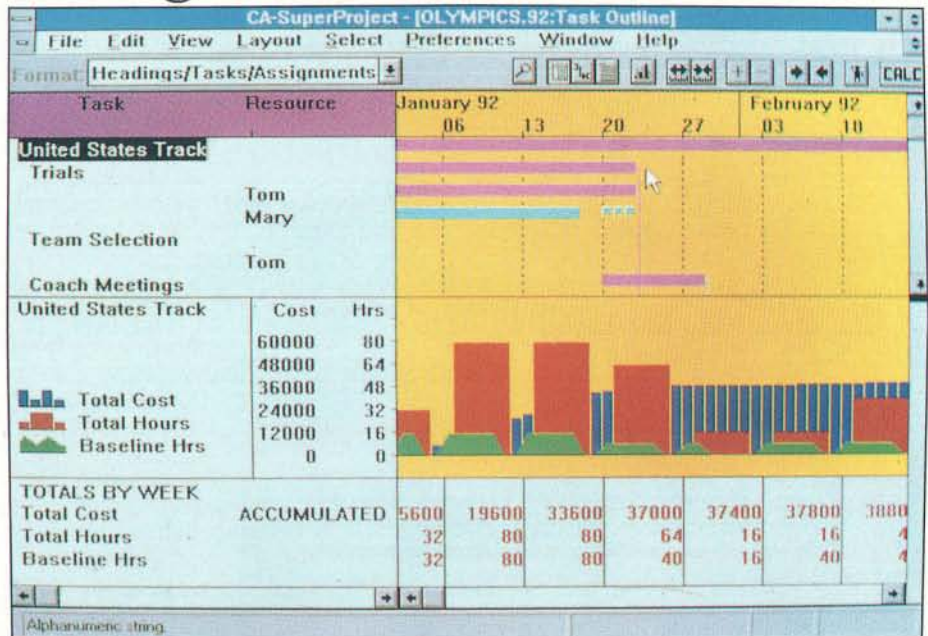 CA-SuperProject - [OLYMPICS.92:Task Outline]
File Edit View Layout Select Preferences Window Help
Format: Headings/Tasks/Assignments CALC
Task Resource January 92 February 92
06 13 20 27 03 10
United States Track
Trials
Tom
Mary
Team Selection
Tom
Coach Meetings
United States Track Cost Hrs
60000 80
48000 64
36000 48
Total Cost 24000 32
Total Hours 12000 16
Baseline Hrs 0 0
TOTALS BY WEEK
Total Cost ACCUMULATED 5600 19600 33600 37000 37400 37800 3880
Total Hours 32 80 80 64 16 16 4
Baseline Hrs 32 80 80 40 16 40 4
Alphanumeric string.